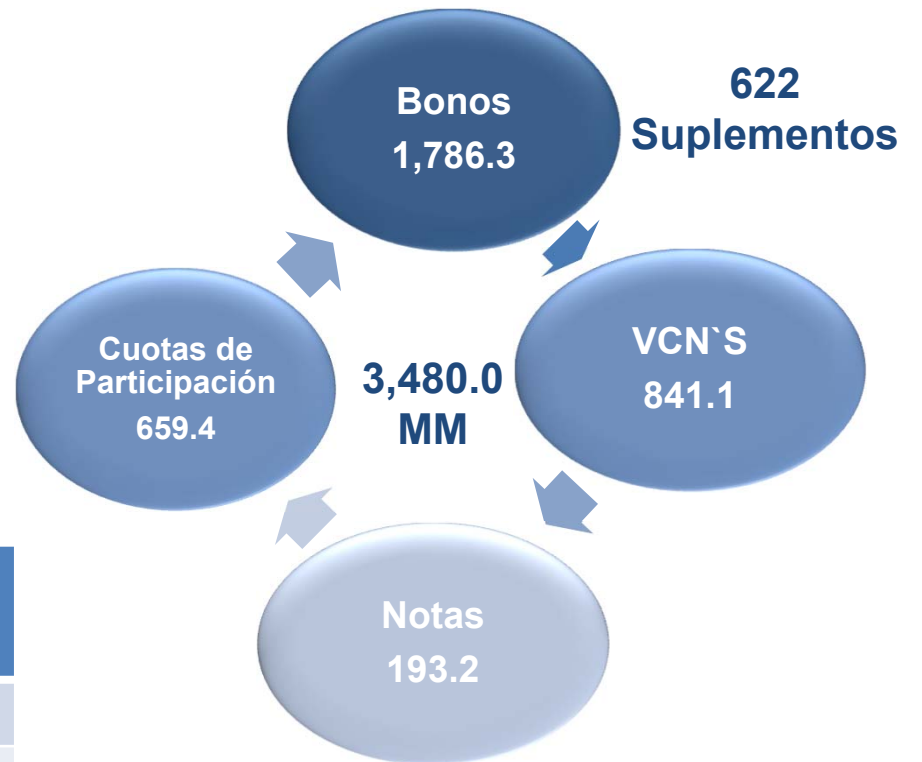 Bonos
1,786.3
622
Suplementos
VCN`S
841.1
Cuotas de
Participación
659.4
3,480.0
MM
Notas
193.2